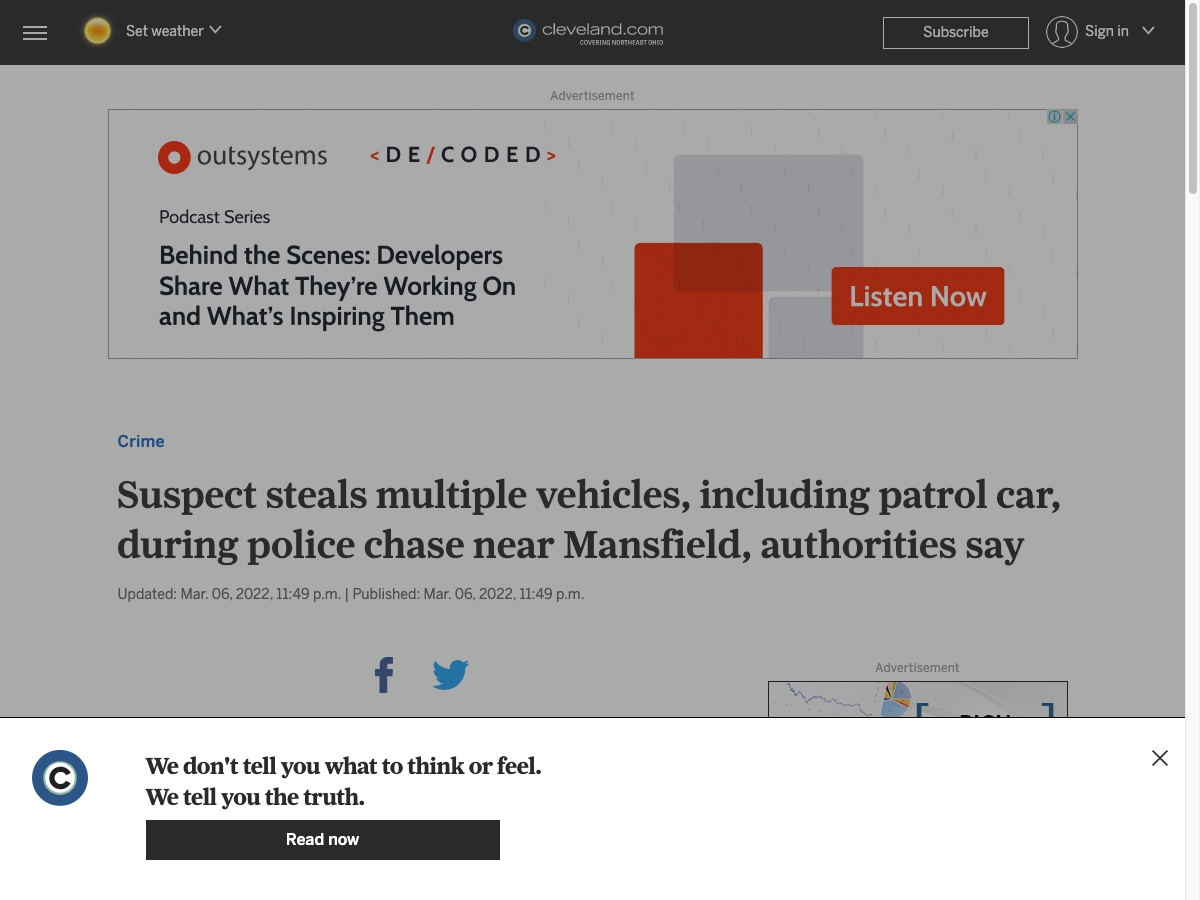 Set weather
cleveland.com
COVERING NORTHEAST OHIO
Subscribe
Sign in
Advertisement
outsystems
<DE/CODED>
Podcast Series
Behind the Scenes: Developers
Share What They're Working On
and What's Inspiring Them
Listen Now
Crime
Suspect steals multiple vehicles, including patrol car,
during police chase near Mansfield, authorities say
Updated: Mar. 06, 2022, 11:49 p.m. | Published: Mar. 06, 2022, 11:49 p.m.
Advertisement
We don't tell you what to think or feel.
We tell you the truth.
Read now